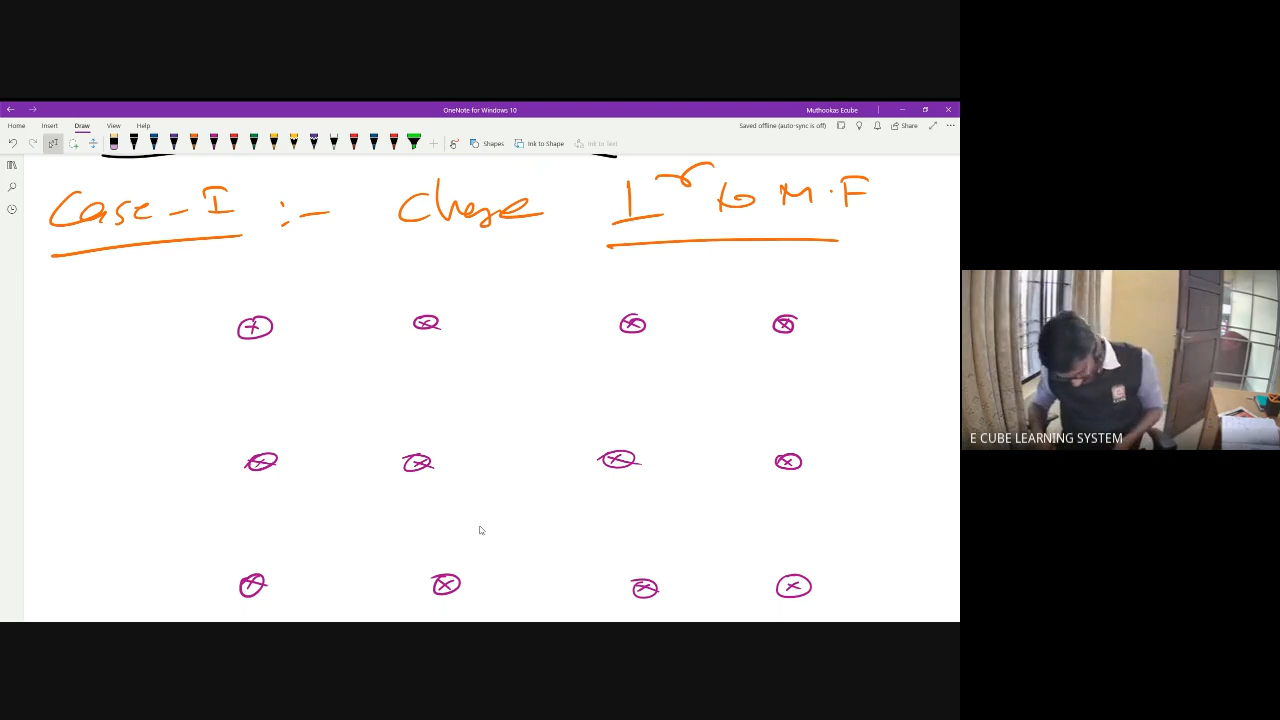 OneNote for Windows 10
Muthookas Ecube
Home Insert Draw View Help
Saved offline (auto-sync is off) Share
Shapes Ink to Shape Ink to Text
Case - I :- Charge ⊥r to M.F
E CUBE LEARNING SYSTEM